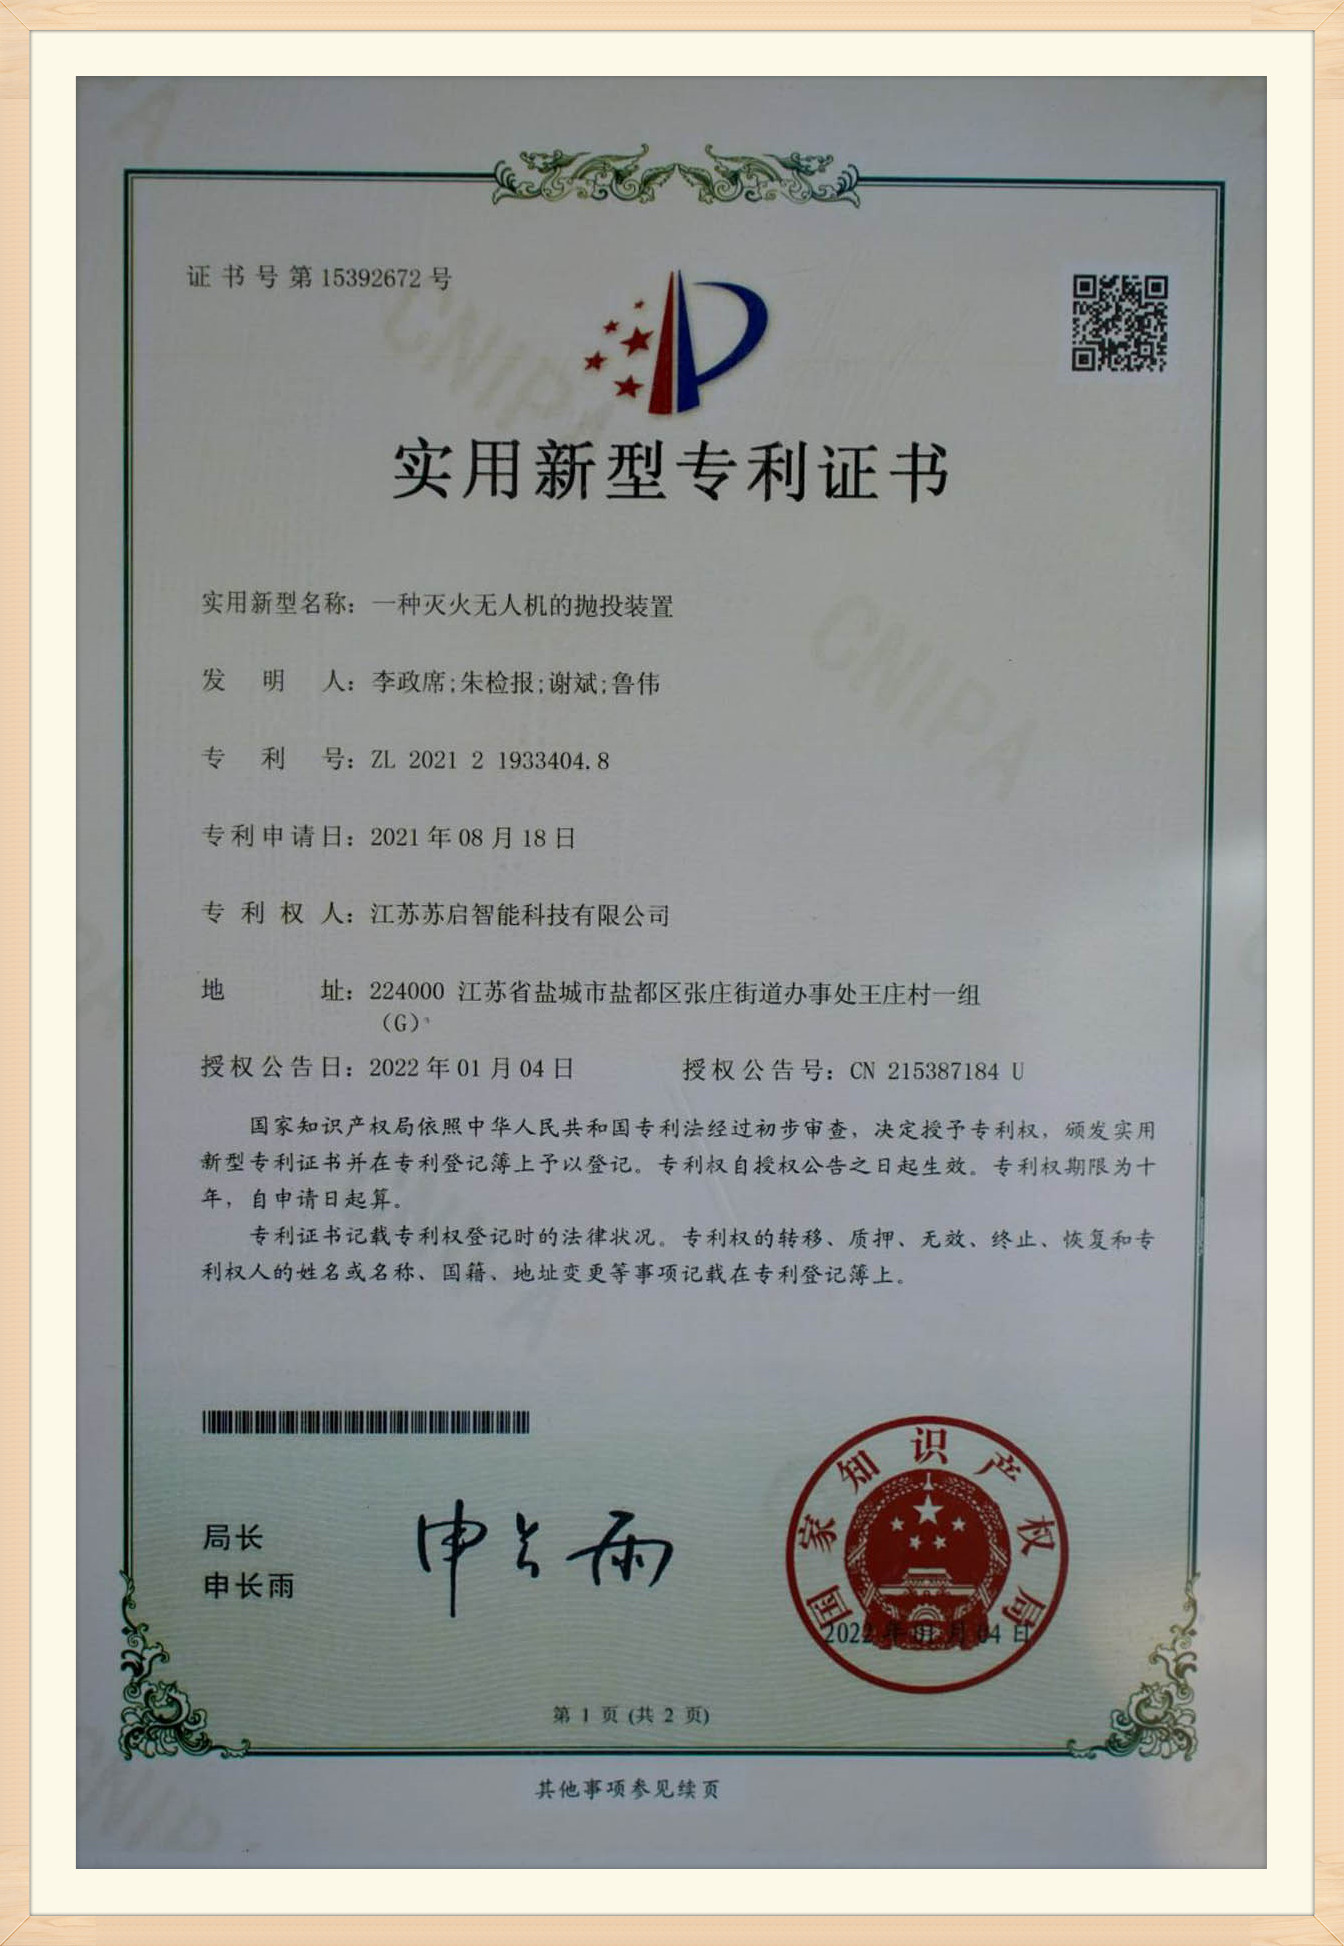 证书号第15392672号
实用新型专利证书
实用新型名称：一种灭火无人机的抛投装置
发明人：李政席;朱检报;谢斌;鲁伟
专利号：ZL 2021 2 1933404.8
专利申请日：2021年08月18日
专利权人：江苏苏启智能科技有限公司
地址：224000 江苏省盐城市盐都区张庄街道办事处王庄村一组
（G）
授权公告日：2022年01月04日 授权公告号：CN 215387184 U
国家知识产权局依照中华人民共和国专利法经过初步审查，决定授予专利权，颁发实用
新型专利证书并在专利登记簿上予以登记。专利权自授权公告之日起生效。专利权期限为十
年，自申请日起算。
专利证书记载专利权登记时的法律状况。专利权的转移、质押、无效、终止、恢复和专
利权人的姓名或名称、国籍、地址变更等事项记载在专利登记簿上。
局长
申长雨
申长雨
国家知识产权局
2022年01月04日
第 1 页 (共 2 页)
其他事项参见续页
CNIPA
CNIPA